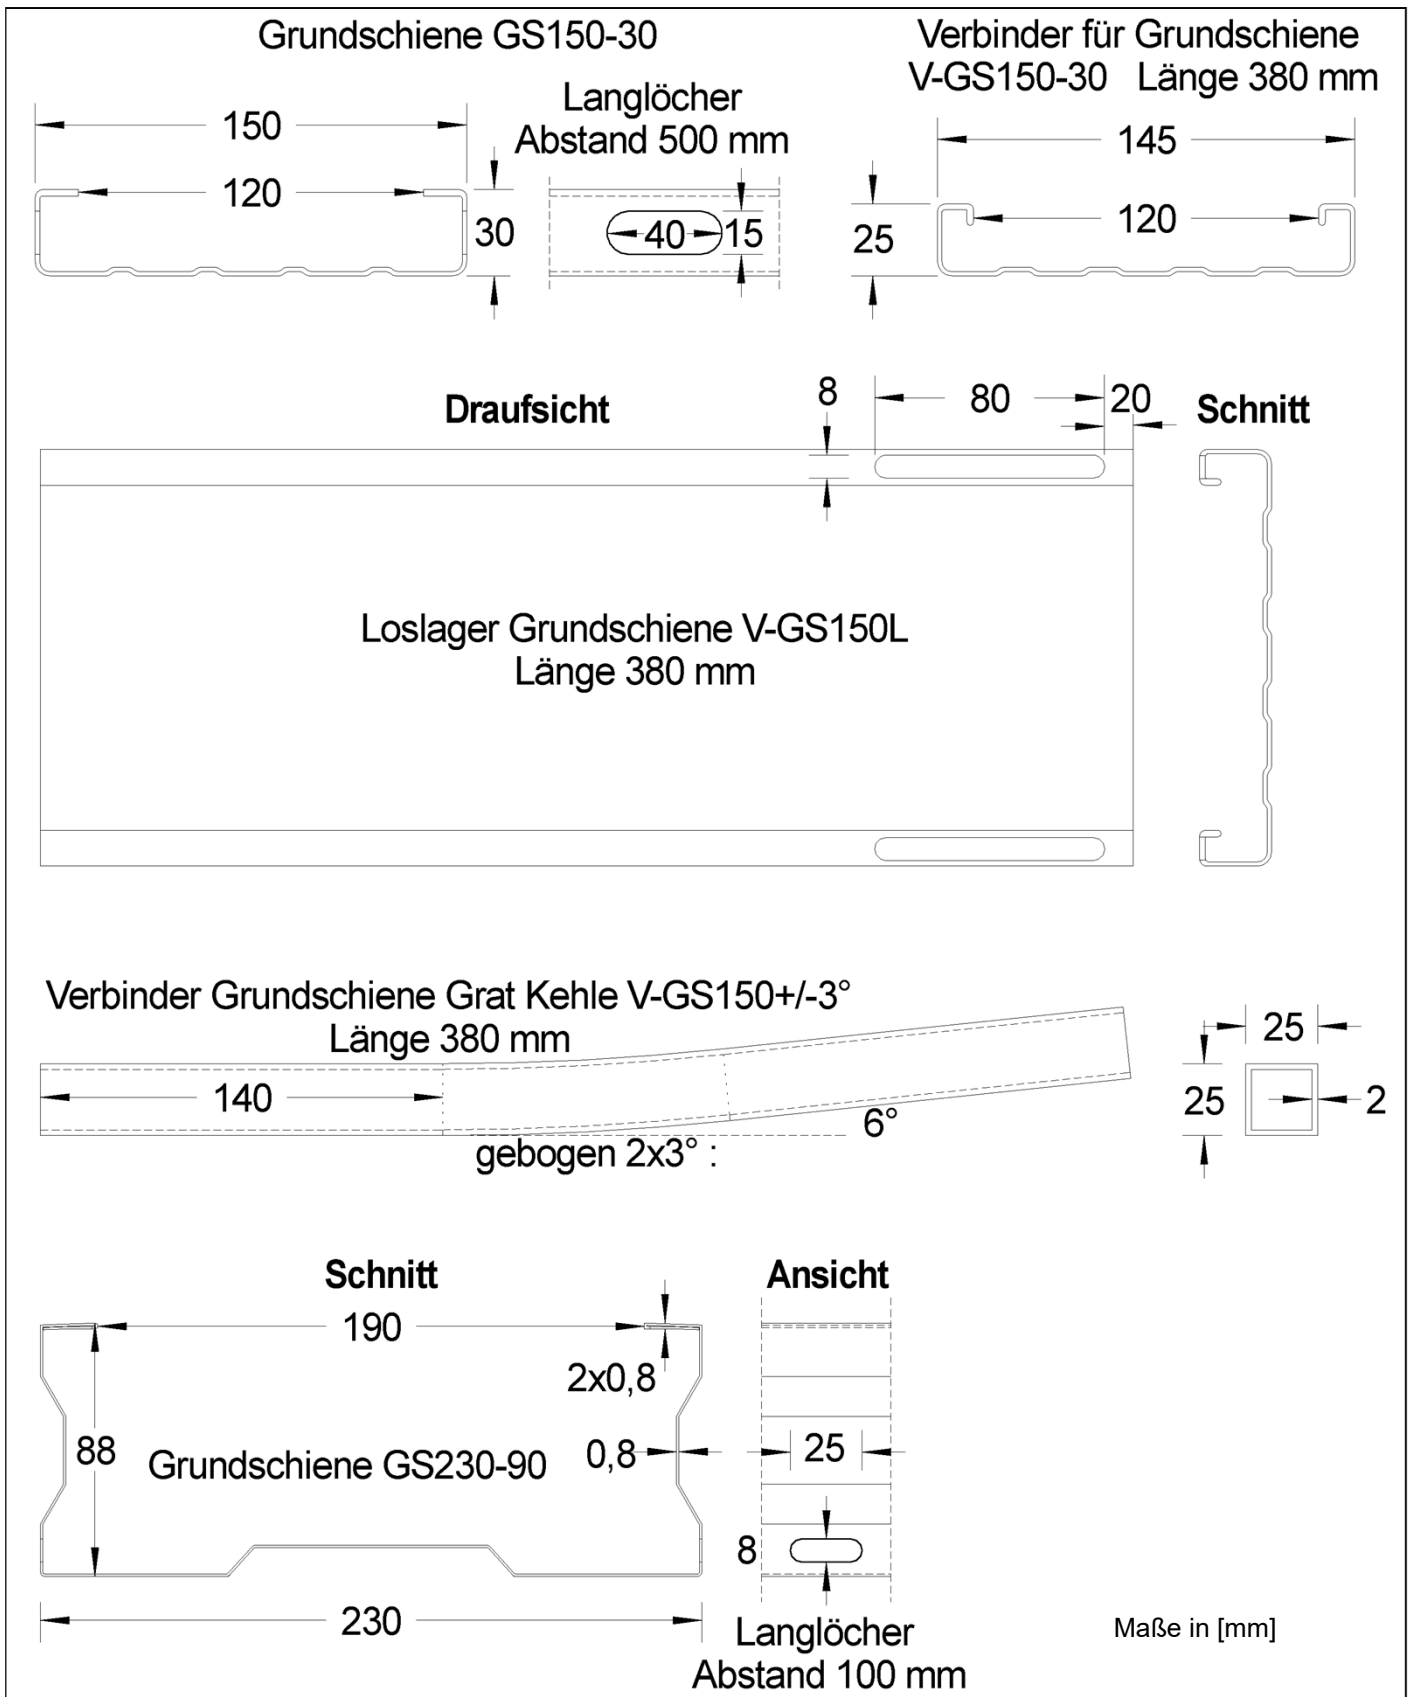 Grundschiene GS150-30
150
120
30
Langlöcher
Abstand 500 mm
40
15
Verbinder für Grundschiene
V-GS150-30 Länge 380 mm
145
120
25
Draufsicht
8
80
20
Schnitt
Loslager Grundschiene V-GS150L
Länge 380 mm
Verbinder Grundschiene Grat Kehle V-GS150+/-3°
Länge 380 mm
140
6°
gebogen 2x3° :
25
25
2
Schnitt
190
2x0,8
88
Grundschiene GS230-90
0,8
230
Ansicht
25
8
Langlöcher
Abstand 100 mm
Maße in [mm]